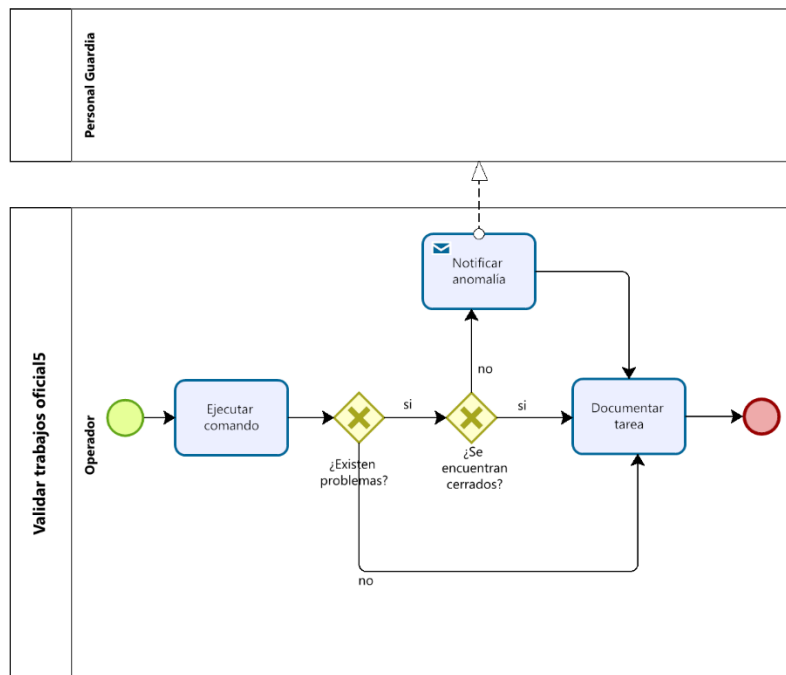 Personal Guardia
Validar trabajos oficial5
Operador
Notificar
anomalía
no
Ejecutar
comando
si
si
Documentar
tarea
¿Existen
problemas?
¿Se
encuentran
cerrados?
no